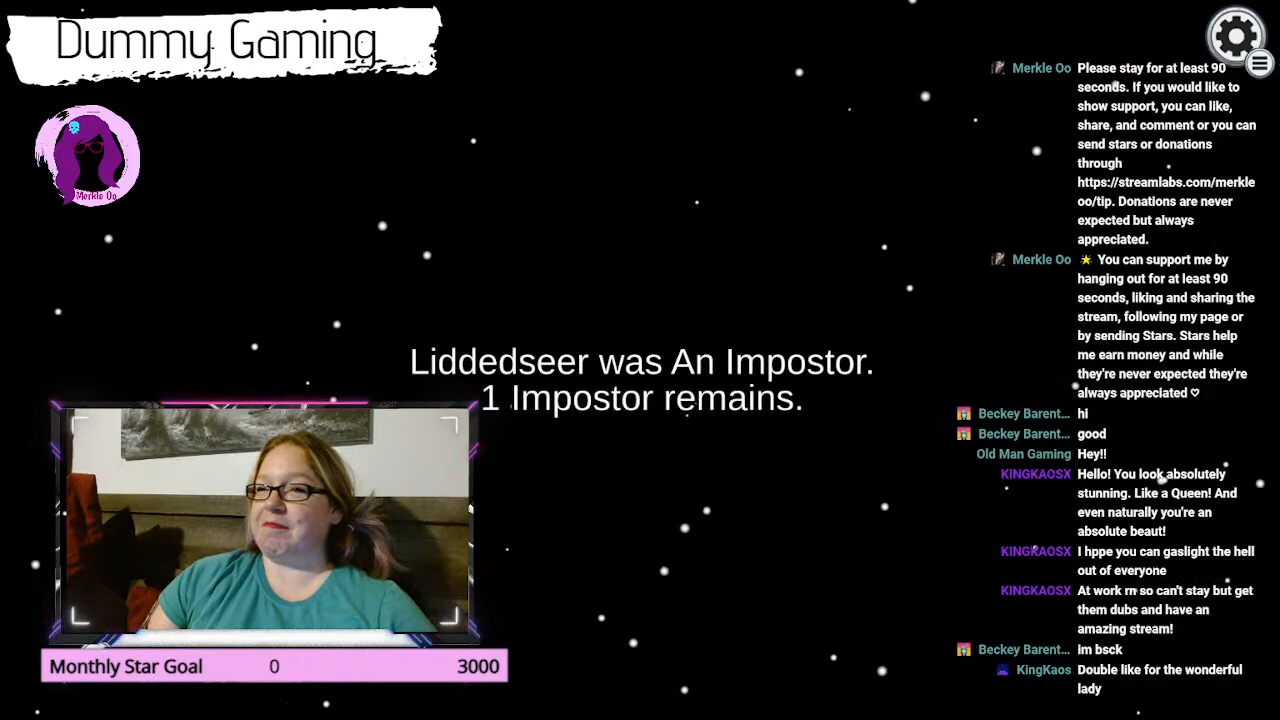 Dummy Gaming
Merkle Oo
Merkle Oo Please stay for at least 90
seconds. If you would like to
show support, you can like,
share, and comment or you can
send stars or donations
through
https://streamlabs.com/merkle
oo/tip. Donations are never
expected but always
appreciated.
Merkle Oo ⭐ You can support me by
hanging out for at least 90
seconds, liking and sharing the
stream, following my page or
by sending Stars. Stars help
me earn money and while
they're never expected they're
always appreciated ♡
Beckey Barent... hi
Beckey Barent... good
Old Man Gaming Hey!!
KINGKAOSX Hello! You look absolutely
stunning. Like a Queen! And
even naturally you're an
absolute beaut!
KINGKAOSX I hppe you can gaslight the hell
out of everyone
KINGKAOSX At work rn so can't stay but get
them dubs and have an
amazing stream!
Beckey Barent... im bsck
KingKaos Double like for the wonderful
lady
Liddedseer was An Impostor.
1 Impostor remains.
Monthly Star Goal 0 3000